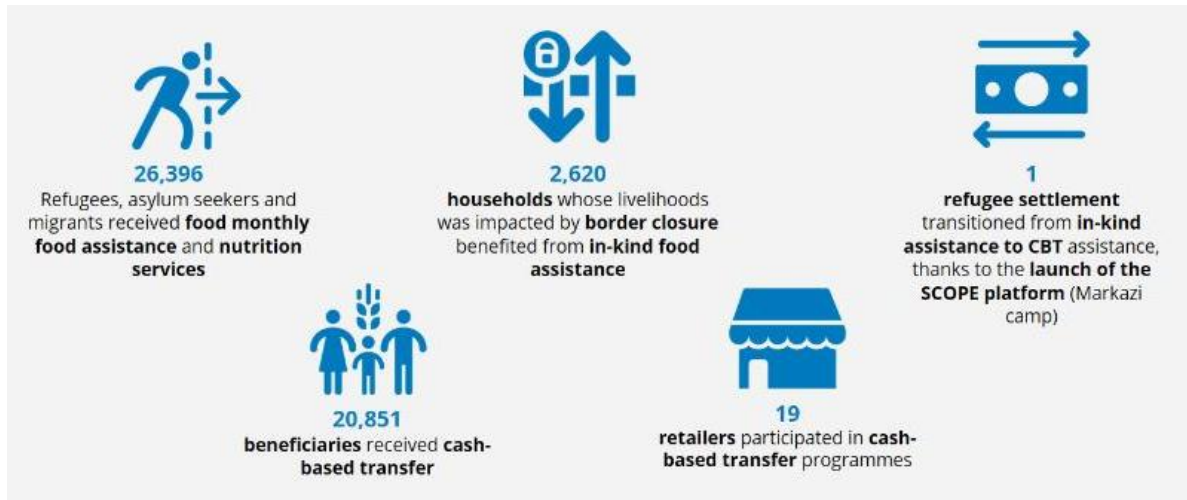 26,396
Refugees, asylum seekers and
migrants received food monthly
food assistance and nutrition
services
2,620
households whose livelihoods
was impacted by border closure
benefited from in-kind food
assistance
1
refugee settlement
transitioned from in-kind
assistance to CBT assistance,
thanks to the launch of the
SCOPE platform (Markazi
camp)
20,851
beneficiaries received cash-
based transfer
19
retailers participated in cash-
based transfer programmes